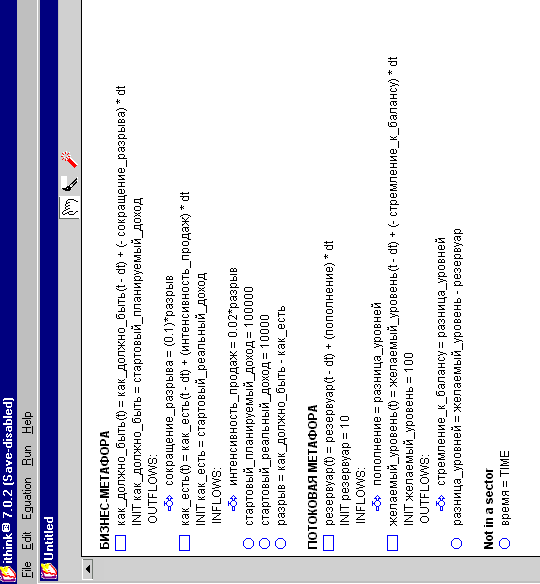 ithink® 7.0.2 (Save-disabled)
File Edit Equation Run Help
Untitled
БИЗНЕС-МЕТАФОРА
как_должно_быть(t) = как_должно_быть(t - dt) + (- сокращение_разрыва) * dt
INIT как_должно_быть = стартовый_планируемый_доход
OUTFLOWS:
сокращение_разрыва = (0.1)*разрыв
как_есть(t) = как_есть(t - dt) + (интенсивность_продаж) * dt
INIT как_есть = стартовый_реальный_доход
INFLOWS:
интенсивность_продаж = 0.02*разрыв
стартовый_планируемый_доход = 100000
стартовый_реальный_доход = 10000
разрыв = как_должно_быть - как_есть
ПОТОКОВАЯ МЕТАФОРА
резервуар(t) = резервуар(t - dt) + (пополнение) * dt
INIT резервуар = 10
INFLOWS:
пополнение = разница_уровней
желаемый_уровень(t) = желаемый_уровень(t - dt) + (- стремление_к_балансу) * dt
INIT желаемый_уровень = 100
OUTFLOWS:
стремление_к_балансу = разница_уровней
разница_уровней = желаемый_уровень - резервуар
Not in a sector
время = TIME